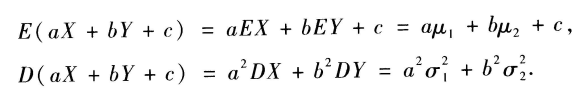 E(aX + bY + c) = aEX + bEY + c = aμ₁ + bμ₂ + c,
D(aX + bY + c) = a²DX + b²DY = a²σ₁² + b²σ₂².